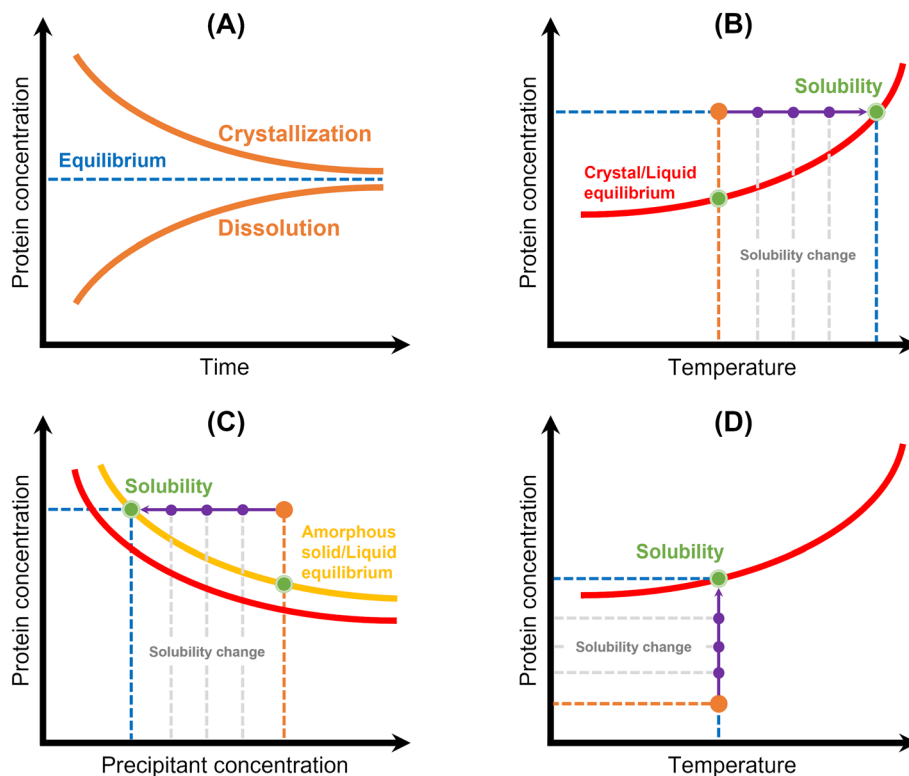 (A)
Protein concentration
Crystallization
Equilibrium
Dissolution
Time
(B)
Protein concentration
Solubility
Crystal/Liquid
equilibrium
Solubility change
Temperature
(C)
Protein concentration
Solubility
Amorphous
solid/Liquid
equilibrium
Solubility change
Precipitant concentration
(D)
Protein concentration
Solubility
Solubility change
Temperature